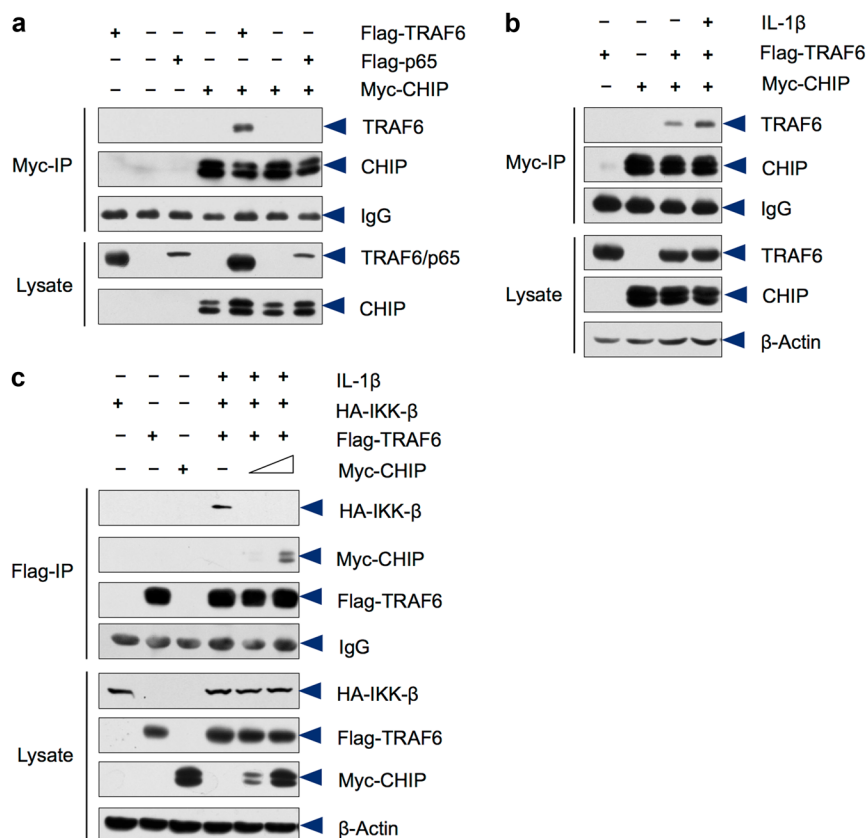 a
+ − − − + − − Flag-TRAF6
− − + − − − + Flag-p65
− − − + + + + Myc-CHIP
Myc-IP
TRAF6
CHIP
IgG
Lysate
TRAF6/p65
CHIP
b
− − − + IL-1β
+ − + + Flag-TRAF6
− + + + Myc-CHIP
Myc-IP
TRAF6
CHIP
IgG
Lysate
TRAF6
CHIP
β-Actin
c
− − − + + + IL-1β
+ − − + + + HA-IKK-β
− + − + + + Flag-TRAF6
− − + − Myc-CHIP
Flag-IP
HA-IKK-β
Myc-CHIP
Flag-TRAF6
IgG
Lysate
HA-IKK-β
Flag-TRAF6
Myc-CHIP
β-Actin